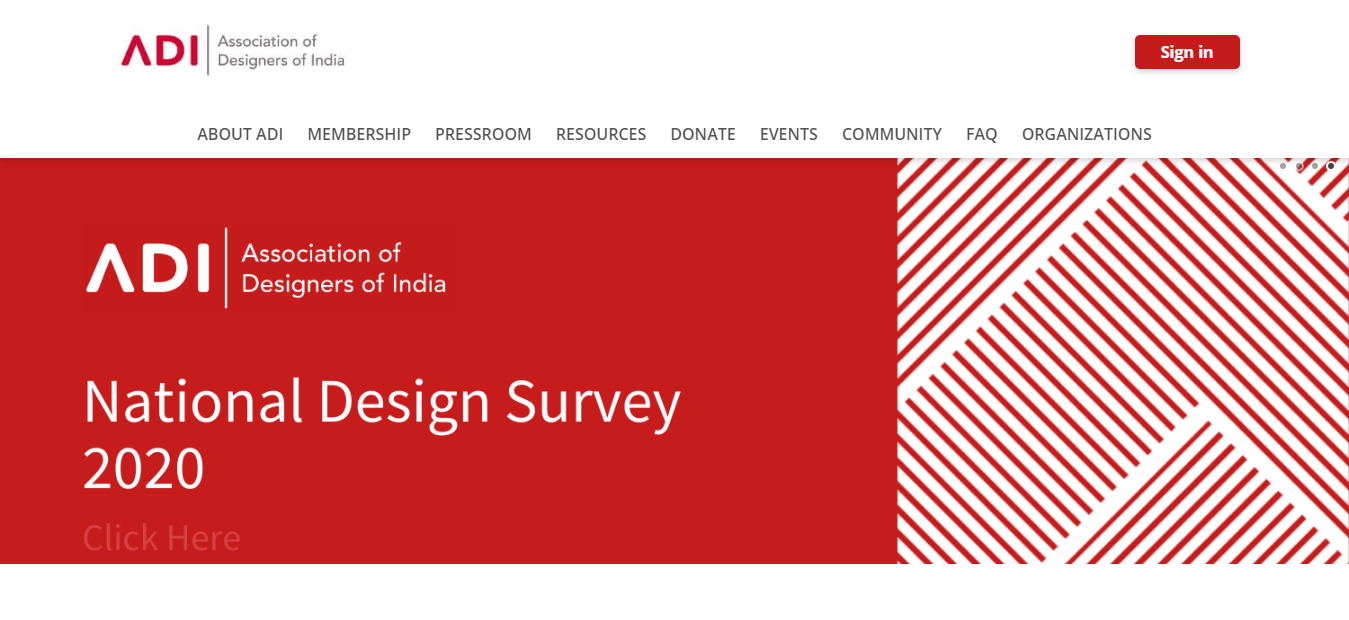 ADI
Association of
Designers of India
Sign in
ABOUT ADI MEMBERSHIP PRESSROOM RESOURCES DONATE EVENTS COMMUNITY FAQ ORGANIZATIONS
ADI
Association of
Designers of India
National Design Survey
2020
Click Here